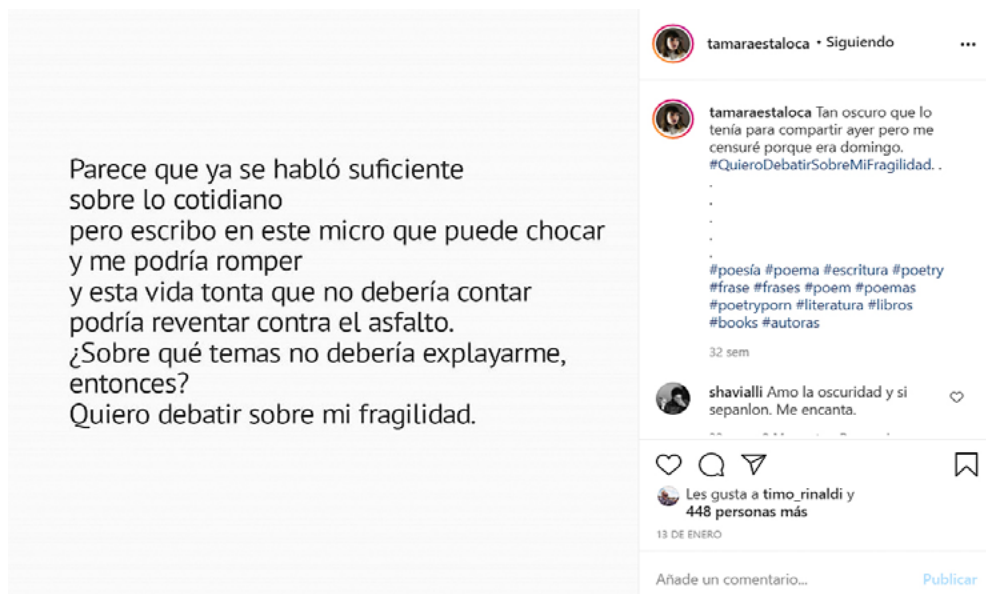 Parece que ya se habló suficiente
sobre lo cotidiano
pero escribo en este micro que puede chocar
y me podría romper
y esta vida tonta que no debería contar
podría reventar contra el asfalto.
¿Sobre qué temas no debería explayarme,
entonces?
Quiero debatir sobre mi fragilidad.
tamaraestaloca • Siguiendo
tamaraestaloca Tan oscuro que lo
tenía para compartir ayer pero me
censuré porque era domingo.
#QuieroDebatirSobreMiFragilidad. .
.
.
.
.
.
#poesía #poema #escritura #poetry
#frase #frases #poem #poemas
#poetryporn #literatura #libros
#books #autoras
32 sem
shavialli Amo la oscuridad y si
sepanlon. Me encanta.
Les gusta a timo_rinaldi y
448 personas más
13 DE ENERO
Añade un comentario... Publicar